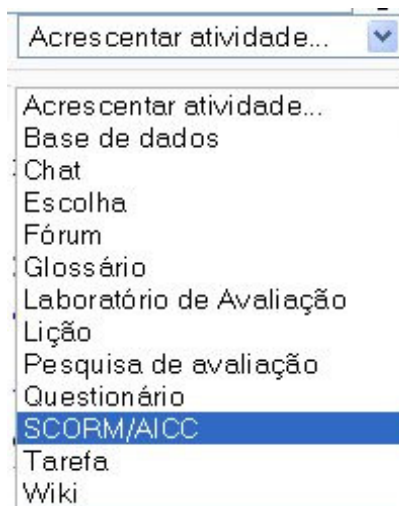 Acrescentar atividade...
Acrescentar atividade...
Base de dados
Chat
Escolha
Fórum
Glossário
Laboratório de Avaliação
Lição
Pesquisa de avaliação
Questionário
SCORM/AICC
Tarefa
Wiki